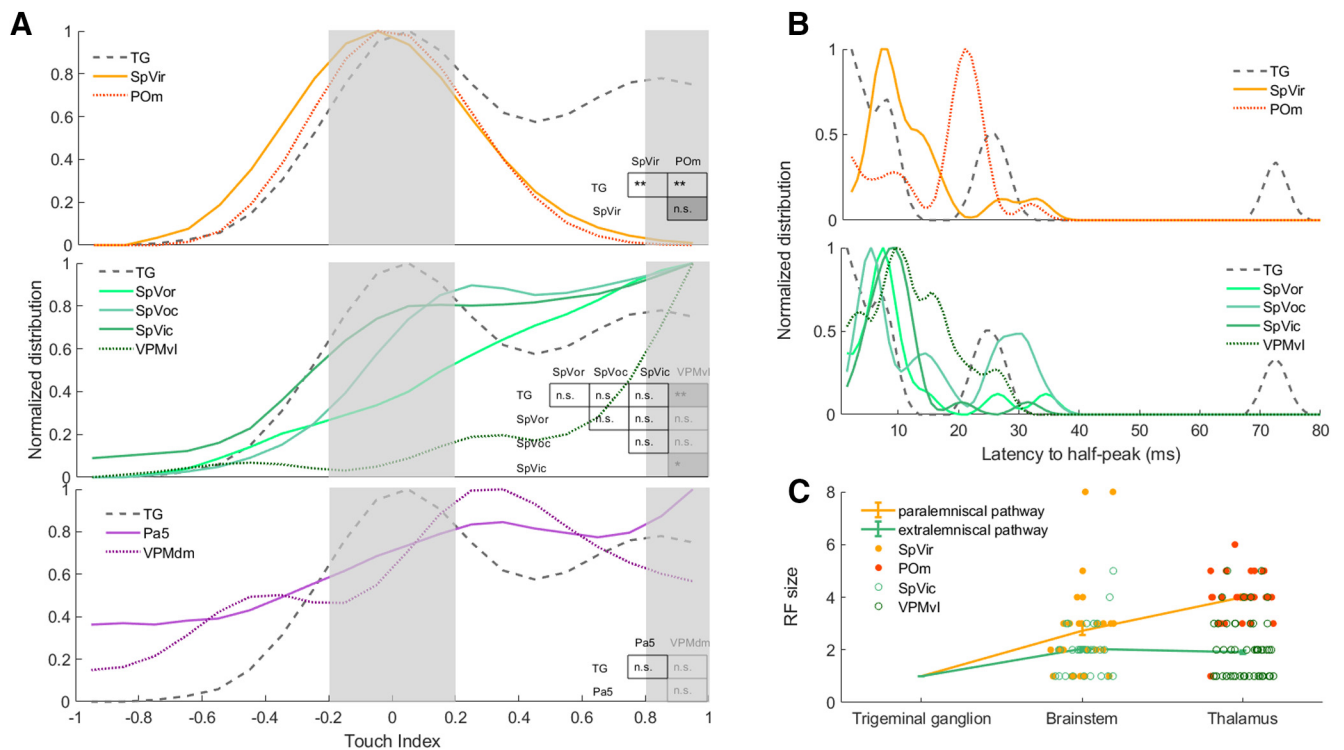 A
Normalized distribution
1
0.8
0.6
0.4
0.2
0
TG
SpVir
POm
SpVir POm
TG ** **
SpVir n.s.
1
0.8
0.6
0.4
0.2
0
TG
SpVor
SpVoc
SpVic
VPMvl
SpVor SpVoc SpVic VPMvl
TG n.s. n.s. n.s. **
SpVor n.s. n.s. n.s.
SpVoc n.s. n.s.
SpVic *
1
0.8
0.6
0.4
0.2
0
TG
Pa5
VPMdm
Pa5 VPMdm
TG n.s. n.s.
Pa5 n.s.
-1 -0.8 -0.6 -0.4 -0.2 0 0.2 0.4 0.6 0.8 1
Touch Index
B
Normalized distribution
1
0.5
0
TG
SpVir
POm
1
0.5
0
TG
SpVor
SpVoc
SpVic
VPMvl
10 20 30 40 50 60 70 80
Latency to half-peak (ms)
C
RF size
8
6
4
2
0
paralemniscal pathway
extralemniscal pathway
SpVir
POm
SpVic
VPMvl
Trigeminal ganglion Brainstem Thalamus